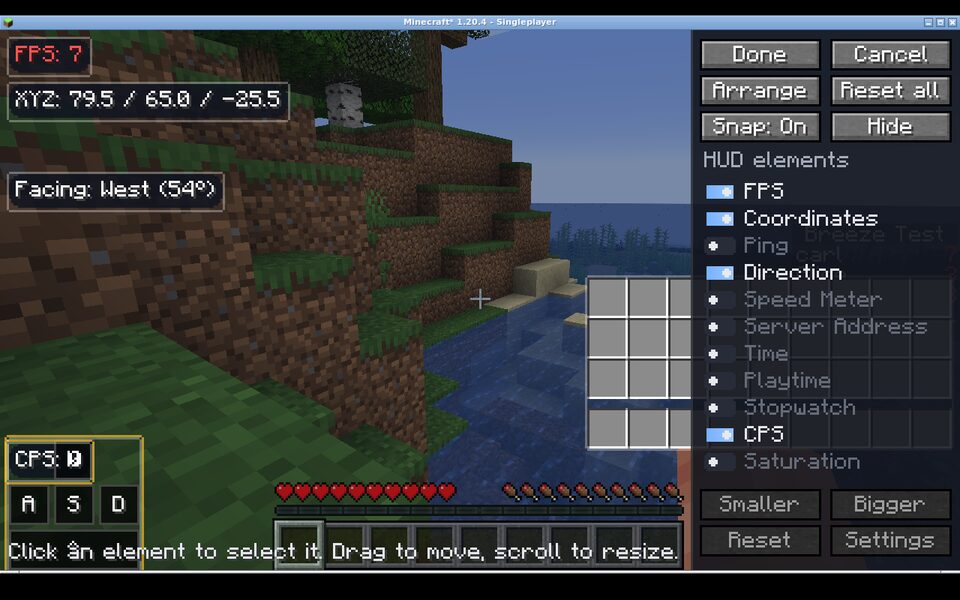 Minecraft* 1.20.4 - Singleplayer
FPS: 7
XYZ: 79.5 / 65.0 / -25.5
Facing: West (54°)
Done
Cancel
Arrange
Reset all
Snap: On
Hide
HUD elements
FPS
Coordinates
Ping
Direction
Speed Meter
Server Address
Time
Playtime
Stopwatch
CPS
Saturation
Smaller
Bigger
Reset
Settings
Breeze Test
carl
CPS:
A S D
Click an element to select it. Drag to move, scroll to resize.